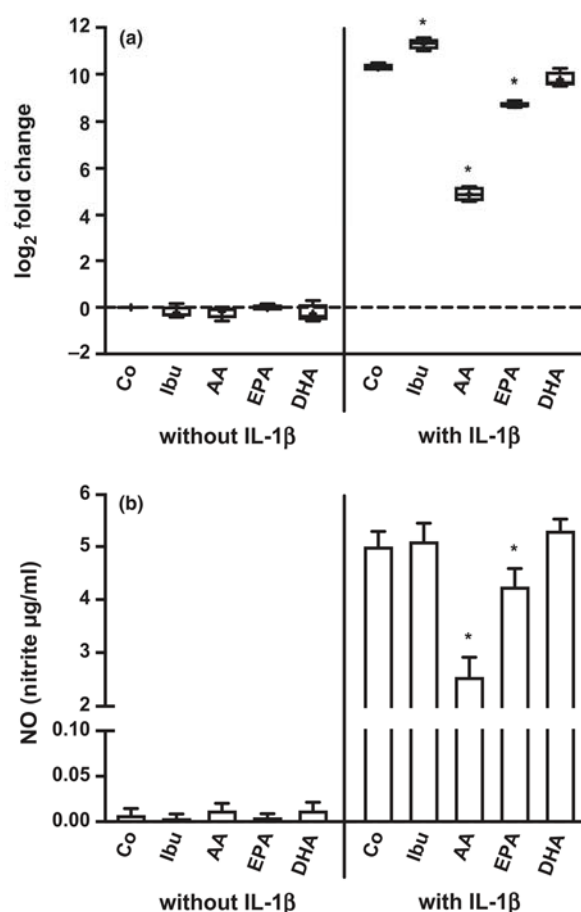 (a)
log2 fold change
12
10
8
6
4
2
0
−2
* * * *
Co Ibu AA EPA DHA Co Ibu AA EPA DHA
without IL-1β with IL-1β
(b)
NO (nitrite µg/ml)
6
5
4
3
2
0.10
0.05
0.00
* *
Co Ibu AA EPA DHA Co Ibu AA EPA DHA
without IL-1β with IL-1β